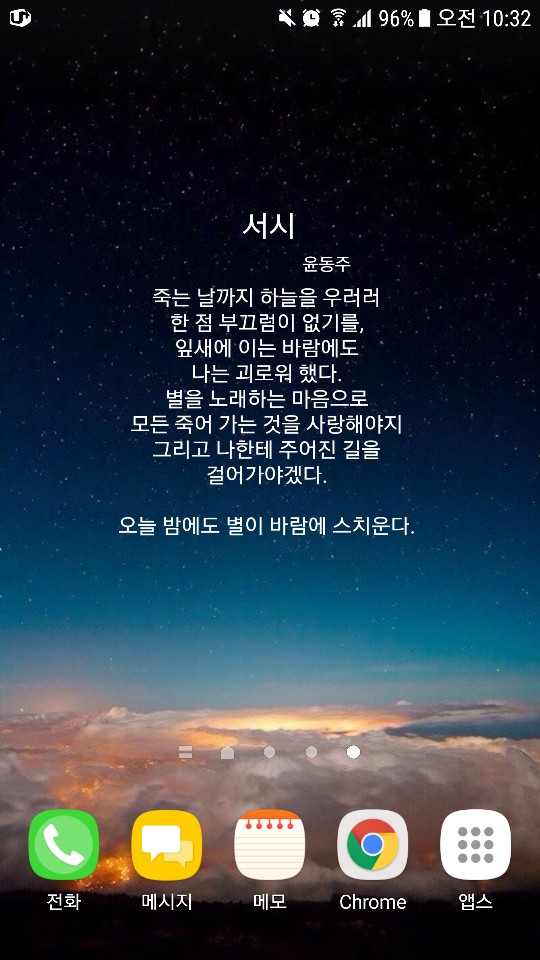 96% 오전 10:32
서시
윤동주
죽는 날까지 하늘을 우러러
한 점 부끄럼이 없기를,
잎새에 이는 바람에도
나는 괴로워 했다.
별을 노래하는 마음으로
모든 죽어 가는 것을 사랑해야지
그리고 나한테 주어진 길을
걸어가야겠다.
오늘 밤에도 별이 바람에 스치운다.
전화 메시지 메모 Chrome 앱스